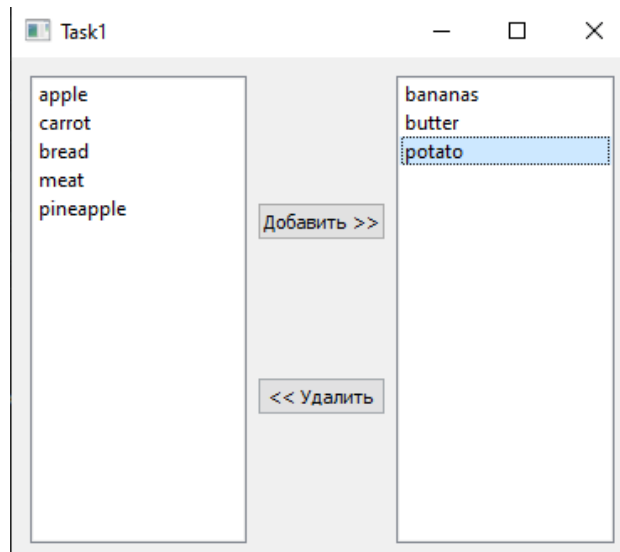 Task1
apple
carrot
bread
meat
pineapple
Добавить >>
<< Удалить
bananas
butter
potato